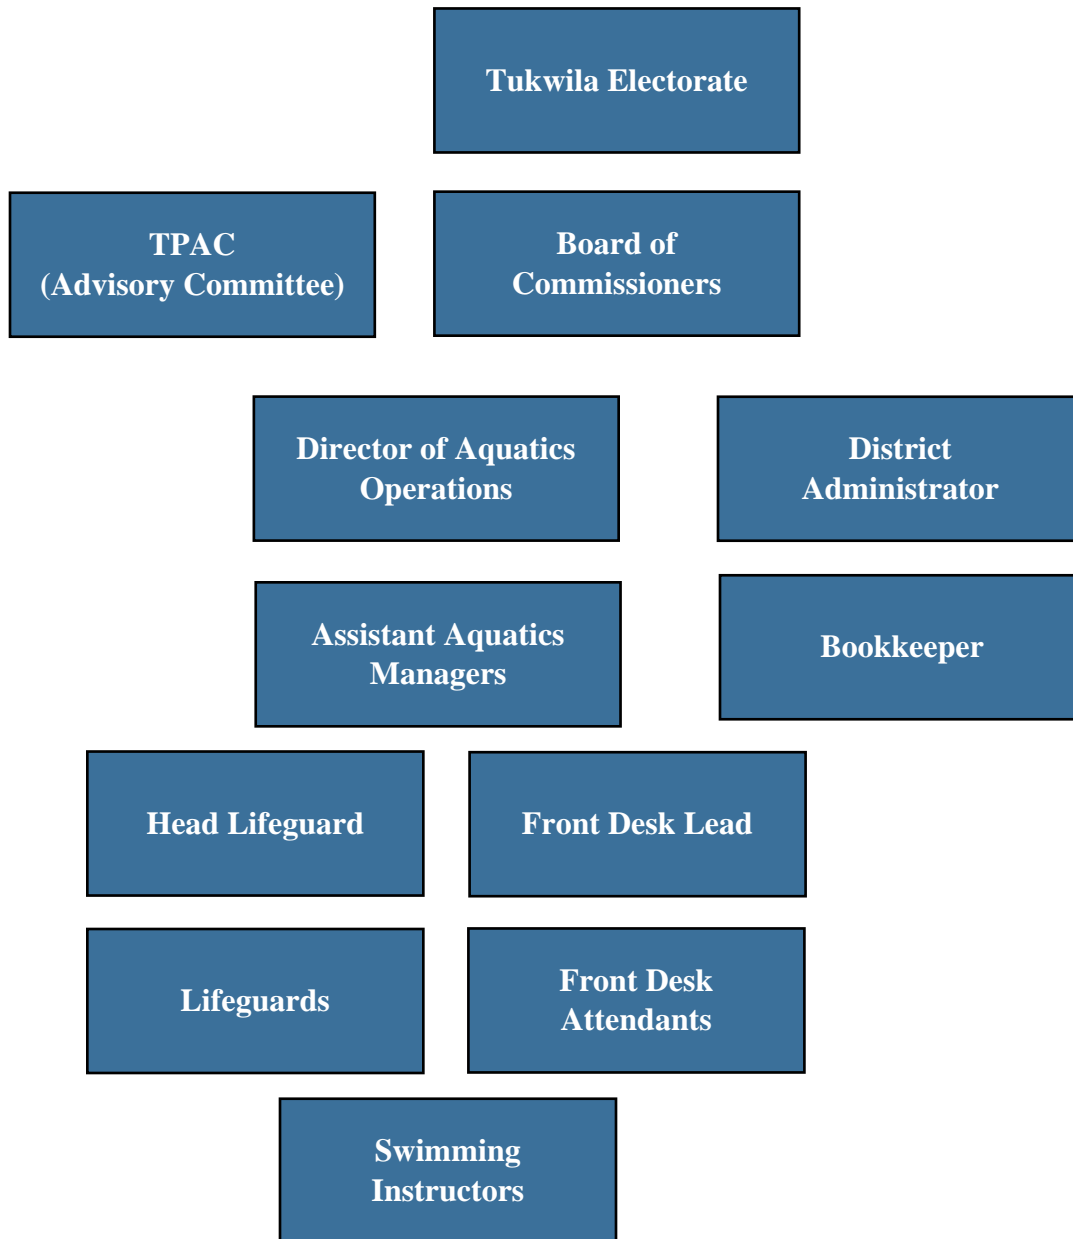 Tukwila Electorate
TPAC
(Advisory Committee)
Board of
Commissioners
Director of Aquatics
Operations
District
Administrator
Assistant Aquatics
Managers
Bookkeeper
Head Lifeguard
Front Desk Lead
Lifeguards
Front Desk
Attendants
Swimming
Instructors